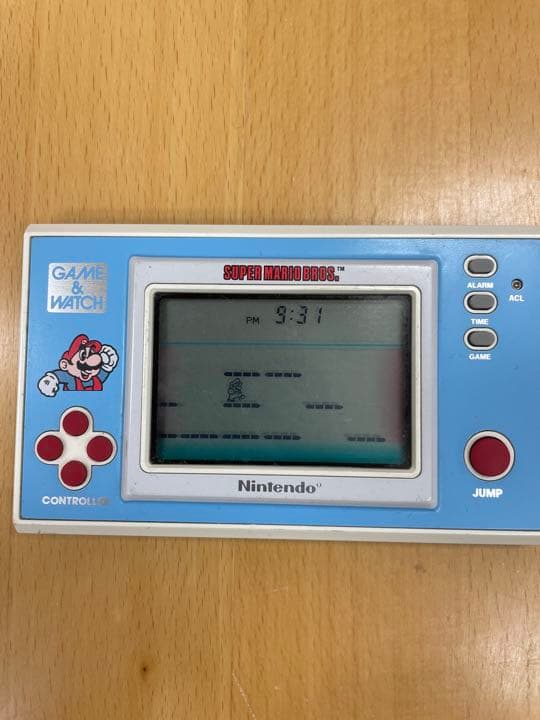 GAME
&
WATCH
SUPER MARIO BROS.™
PM 9:31
ALARM
ACL
TIME
GAME
CONTROLLER
Nintendo
JUMP